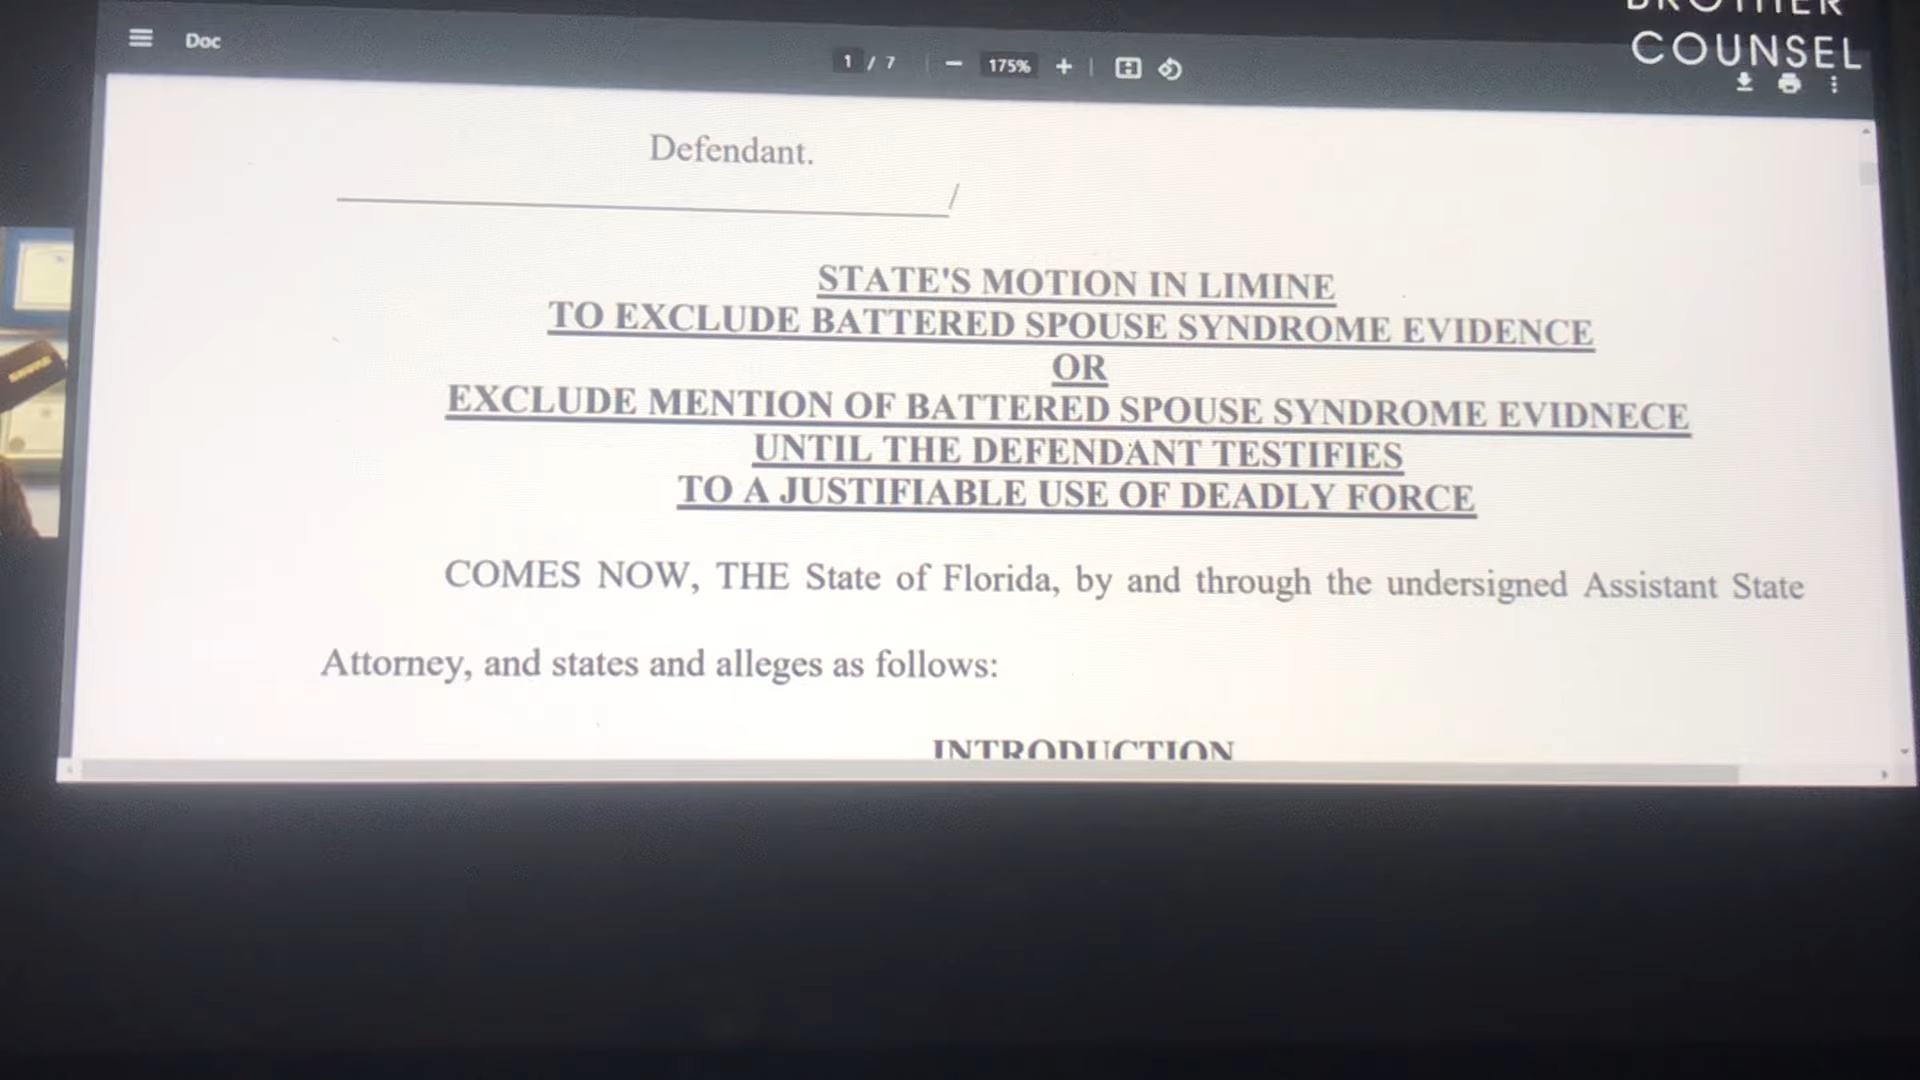 BROTHER
COUNSEL
Doc
1 / 7
175%
Defendant.
/
STATE'S MOTION IN LIMINE
TO EXCLUDE BATTERED SPOUSE SYNDROME EVIDENCE
OR
EXCLUDE MENTION OF BATTERED SPOUSE SYNDROME EVIDNECE
UNTIL THE DEFENDANT TESTIFIES
TO A JUSTIFIABLE USE OF DEADLY FORCE
COMES NOW, THE State of Florida, by and through the undersigned Assistant State
Attorney, and states and alleges as follows:
INTRODUCTION